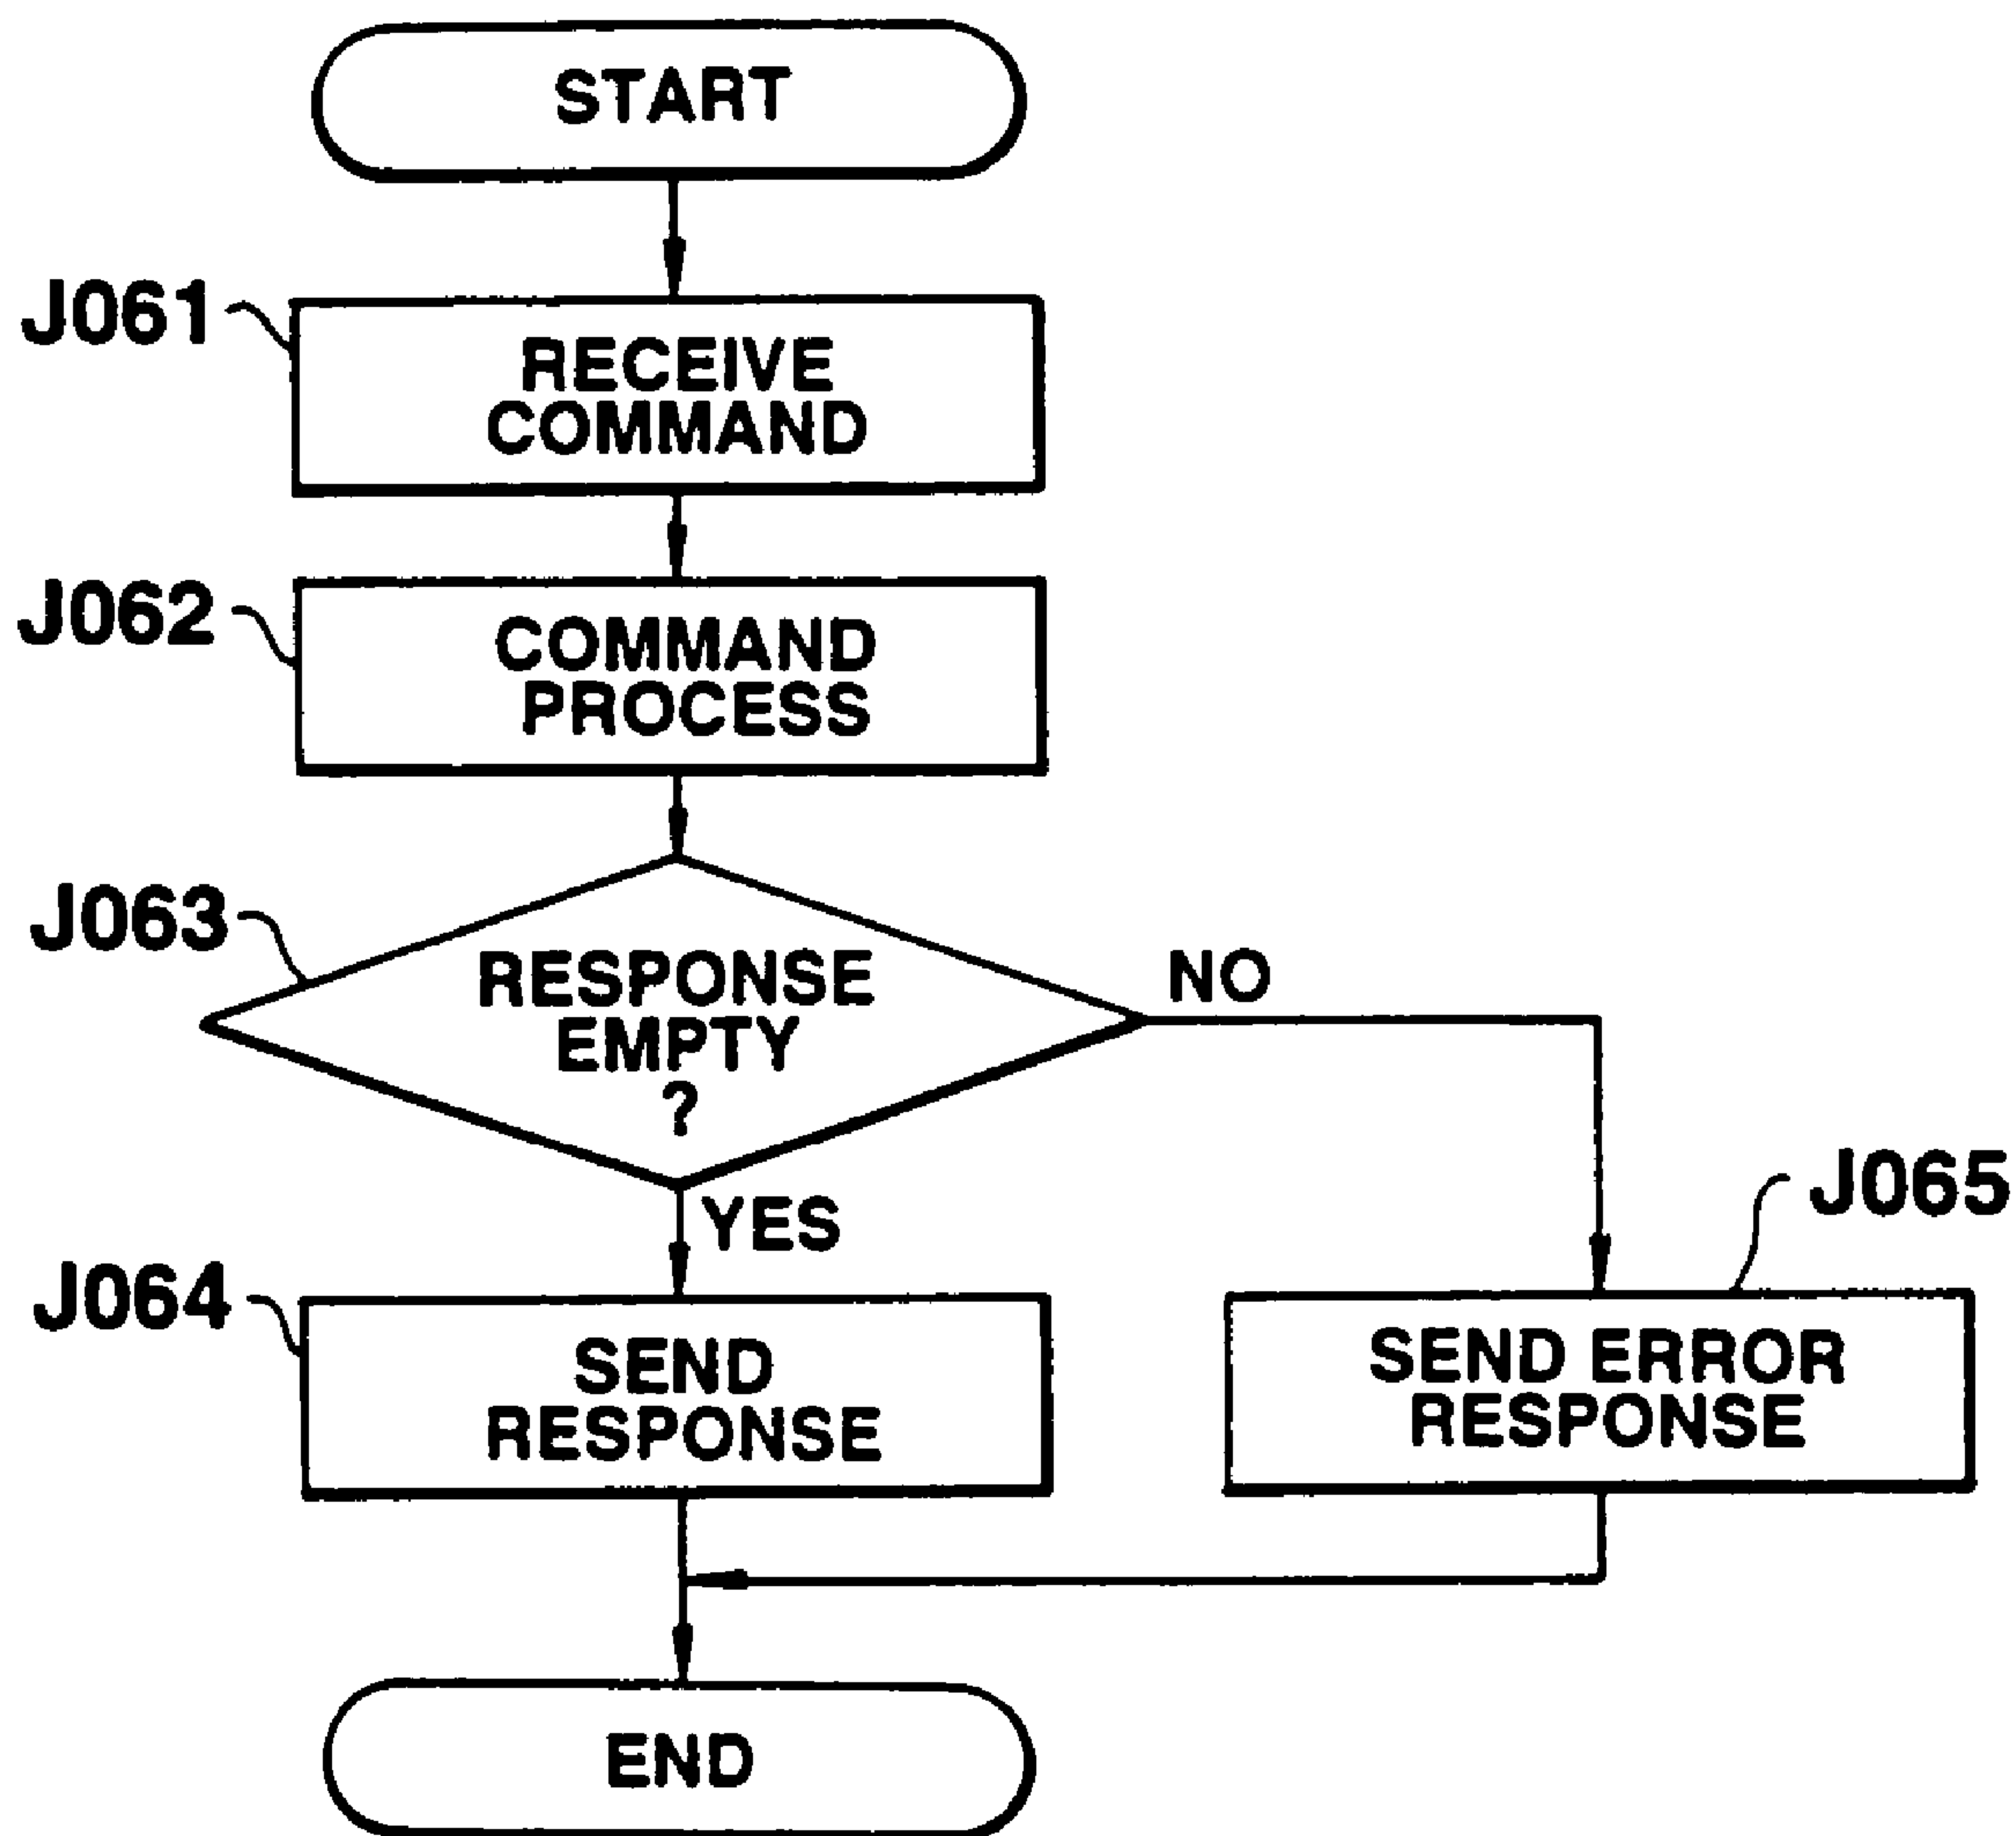 START
J061
RECEIVE
COMMAND
J062
COMMAND
PROCESS
J063
RESPONSE
EMPTY
?
NO
YES
J065
J064
SEND
RESPONSE
SEND ERROR
RESPONSE
END